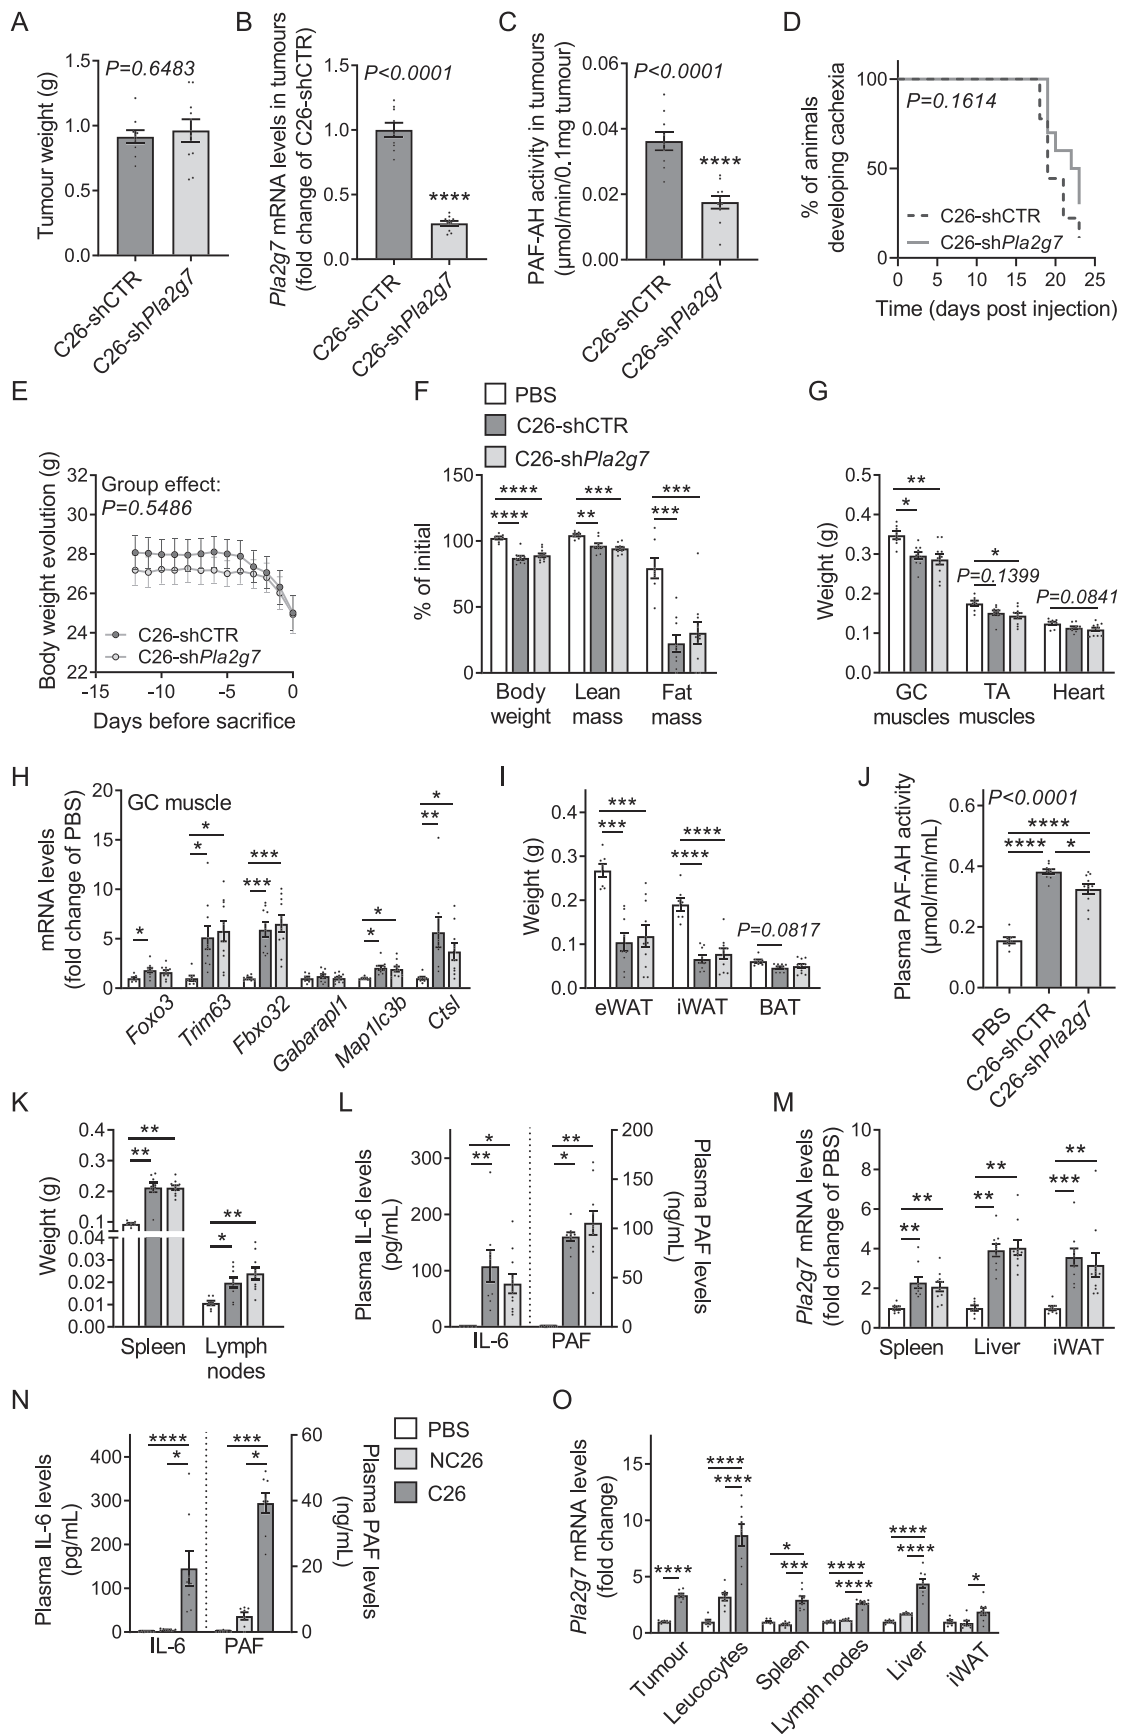 A
Tumour weight (g)
P=0.6483
1.5
1.0
0.5
0.0
C26-shCTR
C26-shPla2g7
B
Pla2g7 mRNA levels in tumours
(fold change of C26-shCTR)
P<0.0001
1.5
1.0
0.5
0.0
****
C26-shCTR
C26-shPla2g7
C
PAF-AH activity in tumours
(µmol/min/0.1mg tumour)
P<0.0001
0.06
0.04
0.02
0.00
****
C26-shCTR
C26-shPla2g7
D
% of animals
developing cachexia
P=0.1614
100
50
0
C26-shCTR
C26-shPla2g7
0 5 10 15 20 25
Time (days post injection)
E
Body weight evolution (g)
Group effect:
P=0.5486
32
30
28
26
24
22
C26-shCTR
C26-shPla2g7
-15 -10 -5 0
Days before sacrifice
F
PBS
C26-shCTR
C26-shPla2g7
% of initial
150
100
50
0
**** *** ***
**** ** ***
Body
weight
Lean
mass
Fat
mass
G
Weight (g)
0.5
0.4
0.3
0.2
0.1
0.0
**
*
*
P=0.1399
P=0.0841
GC
muscles
TA
muscles
Heart
H
mRNA levels
(fold change of PBS)
GC muscle
20
15
10
5
0
*
*
*
***
***
*
*
*
**
Foxo3
Trim63
Fbxo32
Gabarapl1
Map1lc3b
Ctsl
I
Weight (g)
0.4
0.3
0.2
0.1
0.0
***
***
****
****
P=0.0817
eWAT iWAT BAT
J
Plasma PAF-AH activity
(µmol/min/mL)
P<0.0001
0.6
0.4
0.2
0.0
****
**** *
PBS
C26-shCTR
C26-shPla2g7
K
Weight (g)
0.4
0.3
0.2
0.1
0.04
0.03
0.02
0.01
0.00
**
**
**
*
Spleen
Lymph
nodes
L
Plasma IL-6 levels
(pg/mL)
300
200
100
0
*
**
**
*
IL-6 PAF
200
150
100
50
0
Plasma PAF levels
(ng/mL)
M
Pla2g7 mRNA levels
(fold change of PBS)
10
8
6
4
2
0
**
**
**
**
**
***
Spleen Liver iWAT
N
Plasma IL-6 levels
(pg/mL)
400
300
200
100
0
****
*
***
*
IL-6 PAF
60
40
20
0
Plasma PAF levels
(ng/mL)
PBS
NC26
C26
O
Pla2g7 mRNA levels
(fold change)
15
10
5
0
****
****
****
*
***
****
****
****
****
*
Tumour
Leucocytes
Spleen
Lymph nodes
Liver
iWAT